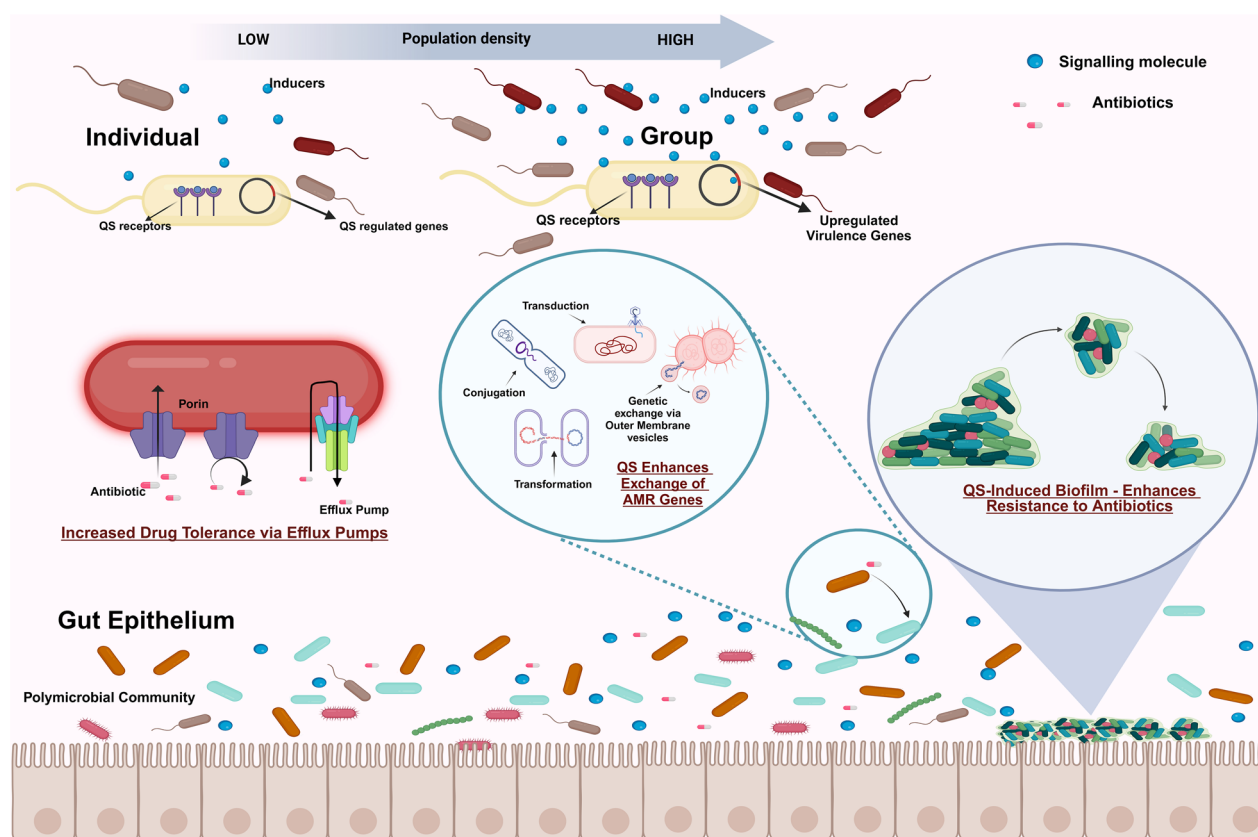 LOW Population density HIGH
Signalling molecule
Antibiotics
Inducers
Individual
QS receptors
QS regulated genes
Inducers
Group
QS receptors
Upregulated
Virulence Genes
Porin
Antibiotic
Efflux Pump
Increased Drug Tolerance via Efflux Pumps
Transduction
Conjugation
Genetic
exchange via
Outer Membrane
vesicles
Transformation
QS Enhances
Exchange of
AMR Genes
QS-Induced Biofilm - Enhances
Resistance to Antibiotics
Gut Epithelium
Polymicrobial Community